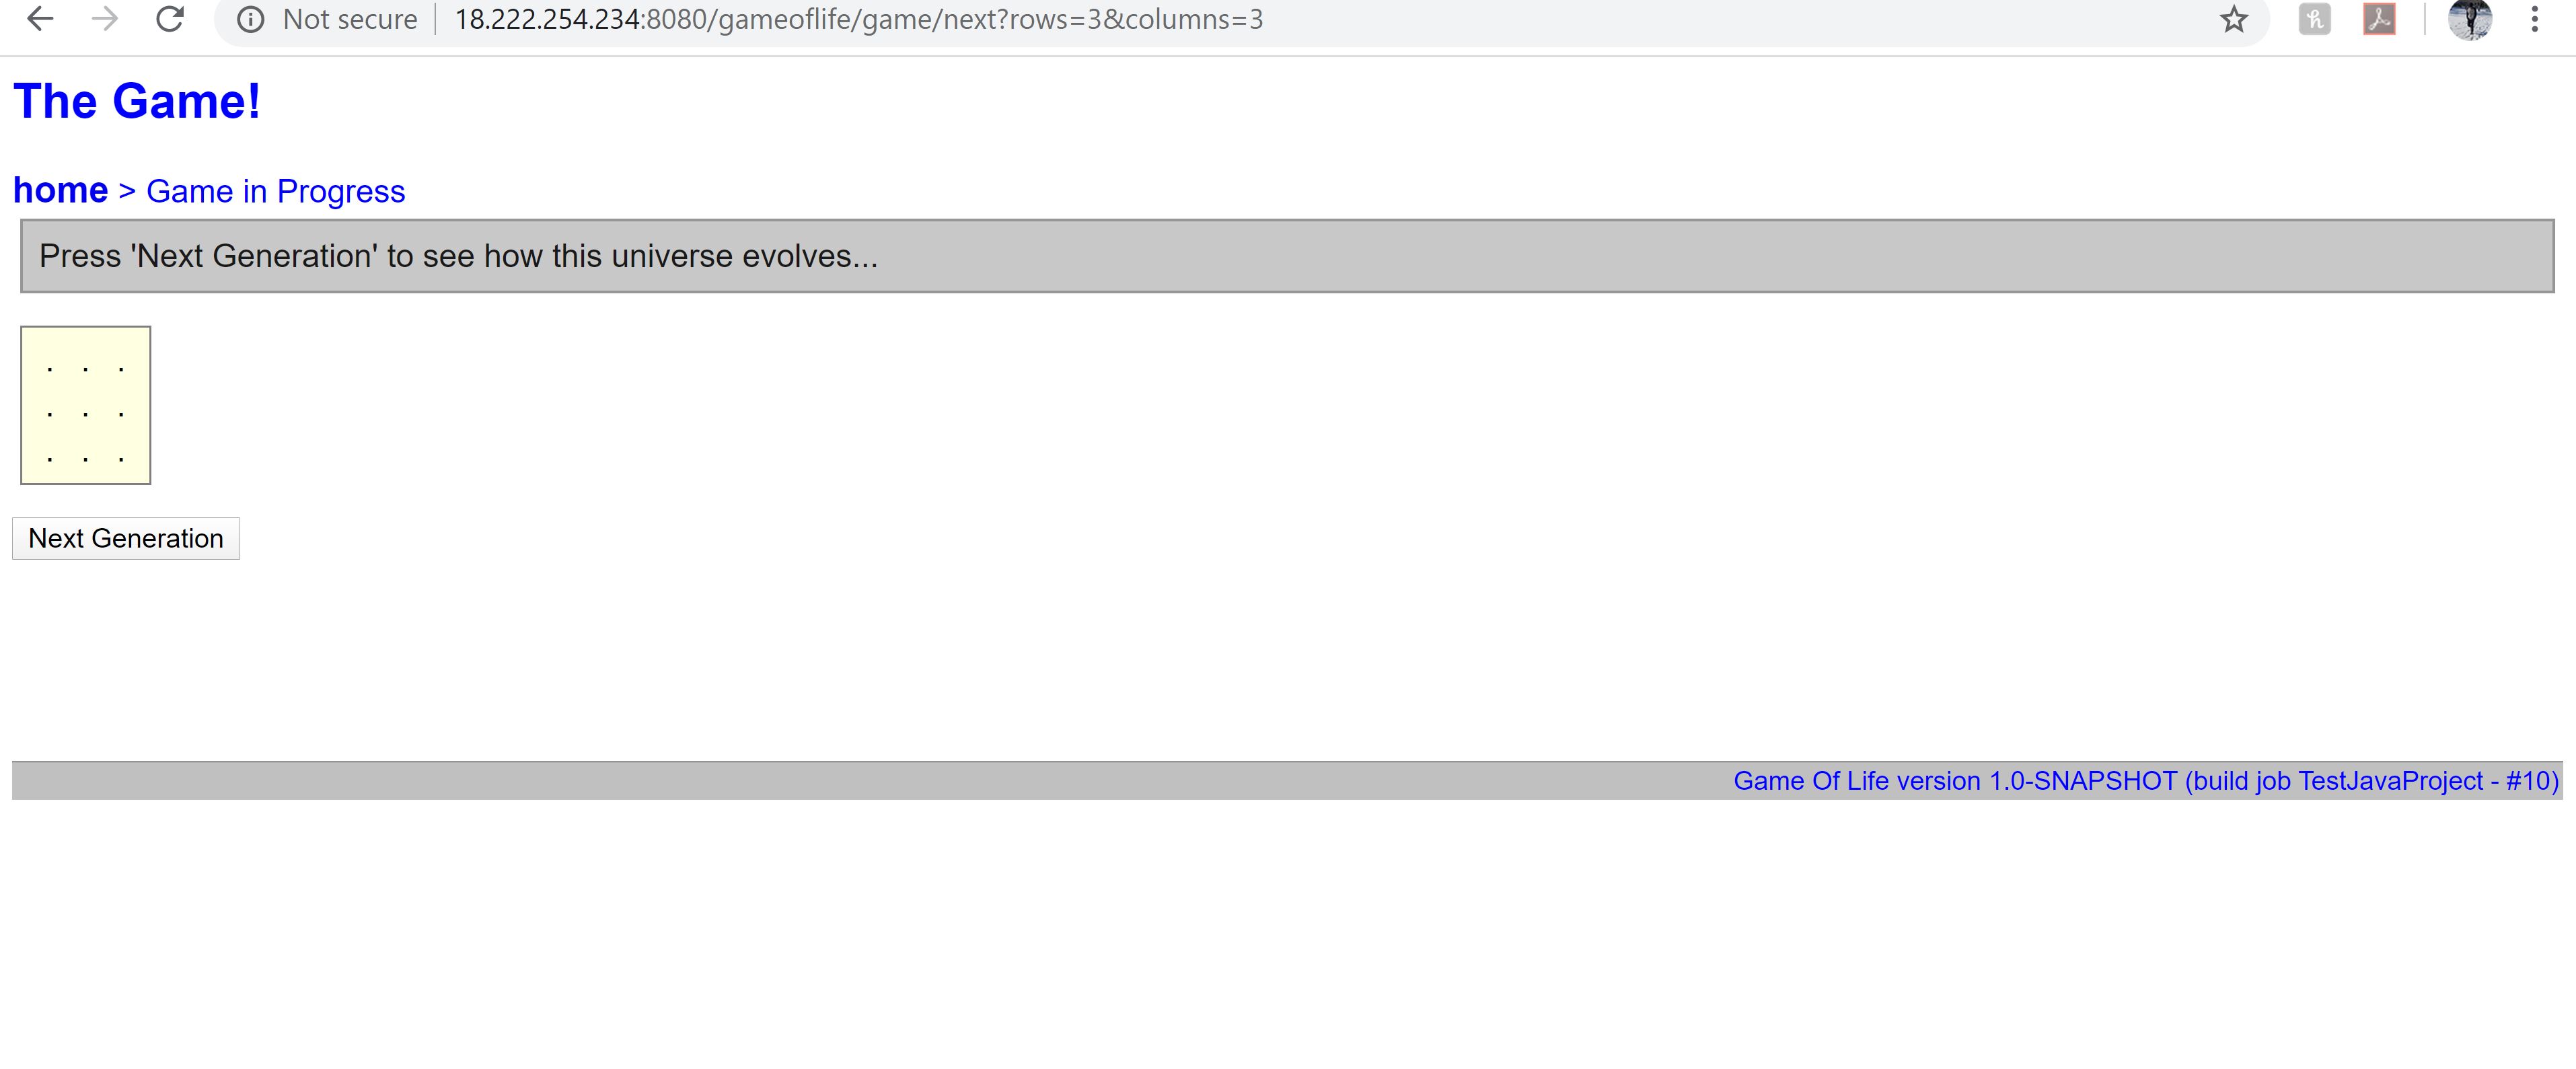 Not secure | 18.222.254.234:8080/gameoflife/game/next?rows=3&columns=3
The Game!
home > Game in Progress
Press 'Next Generation' to see how this universe evolves...
. . .
. . .
. . .
Next Generation
Game Of Life version 1.0-SNAPSHOT (build job TestJavaProject - #10)